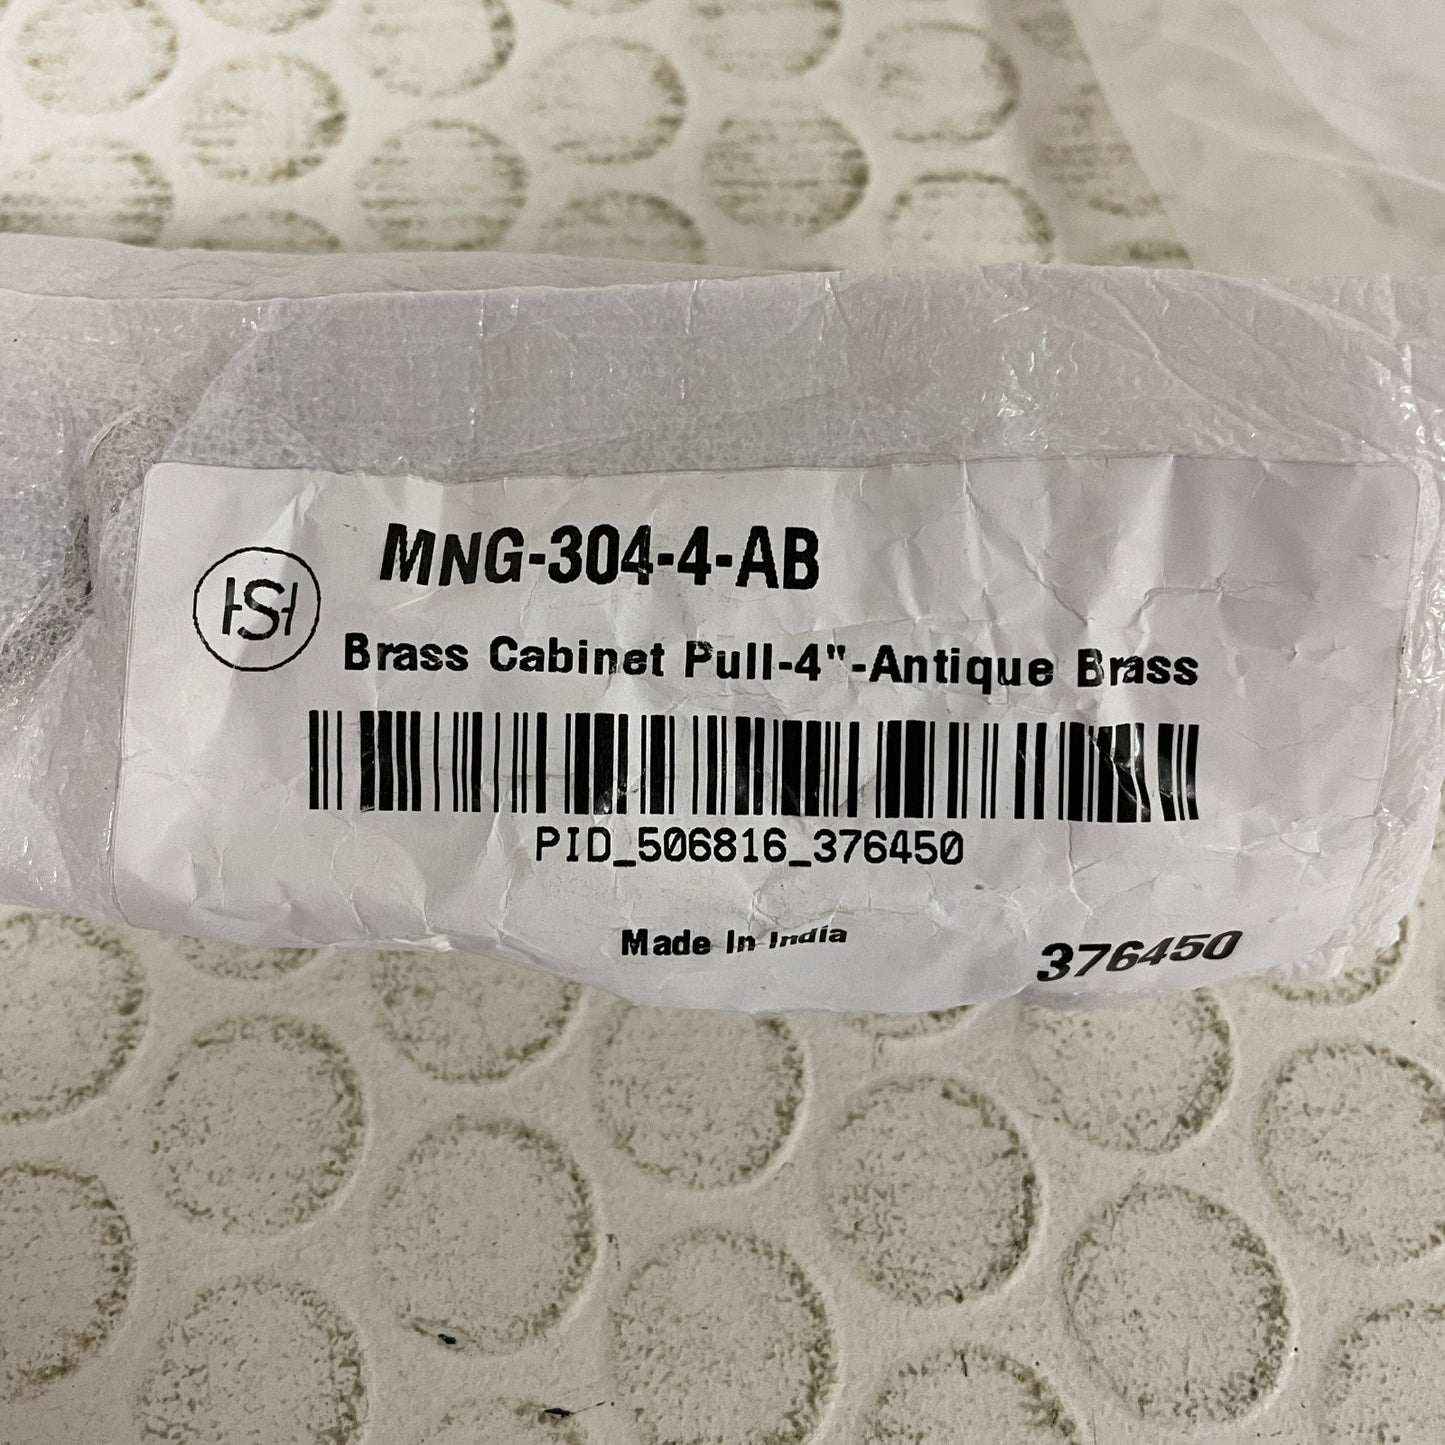 MNG-304-4-AB
HSH
Brass Cabinet Pull-4"-Antique Brass
PID_506816_376450
Made In India
376450